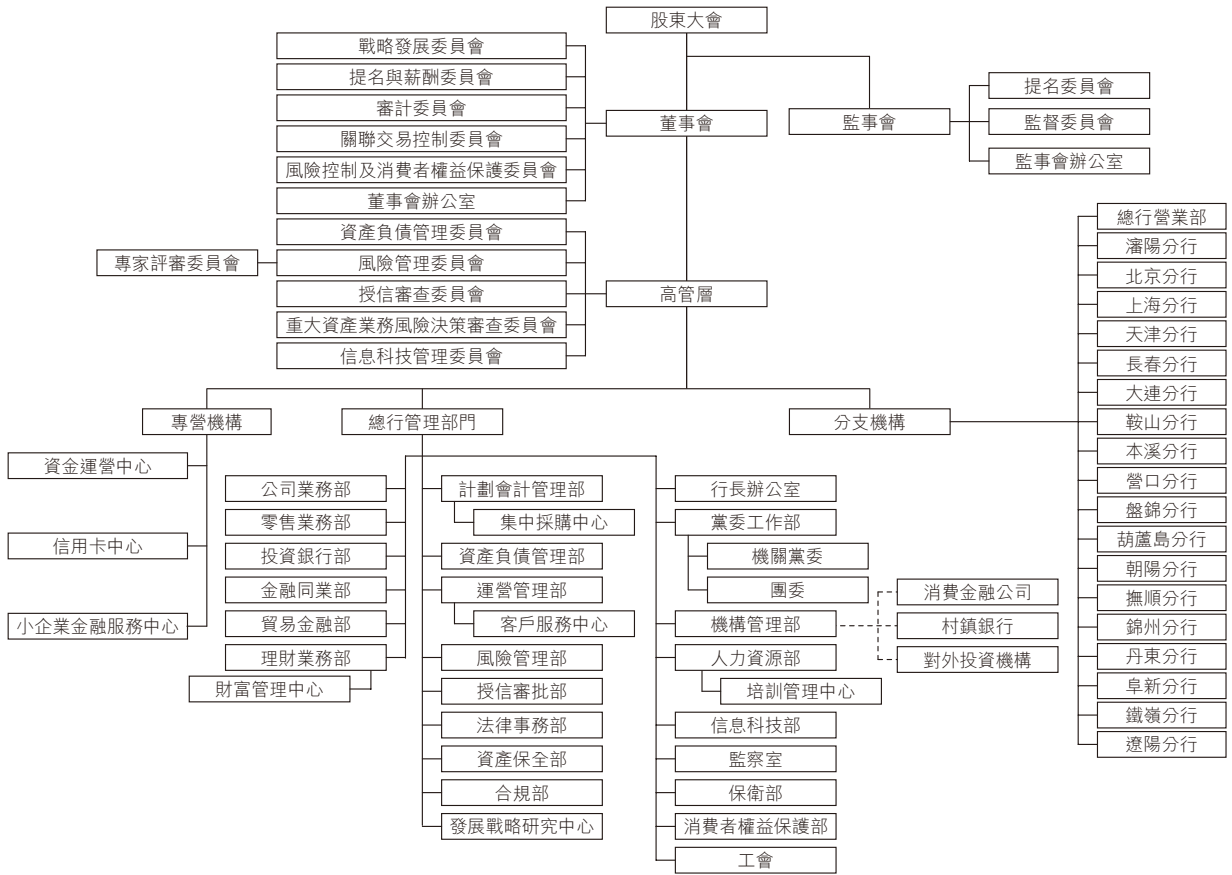 股東大會
戰略發展委員會
提名與薪酬委員會
審計委員會
關聯交易控制委員會
風險控制及消費者權益保護委員會
董事會辦公室
董事會
監事會
提名委員會
監督委員會
監事會辦公室
資產負債管理委員會
專家評審委員會
風險管理委員會
授信審查委員會
重大資產業務風險決策審查委員會
信息科技管理委員會
高管層
專營機構
總行管理部門
分支機構
資金運營中心
信用卡中心
小企業金融服務中心
公司業務部
零售業務部
投資銀行部
金融同業部
貿易金融部
理財業務部
財富管理中心
計劃會計管理部
集中採購中心
資產負債管理部
運營管理部
客戶服務中心
風險管理部
授信審批部
法律事務部
資產保全部
合規部
發展戰略研究中心
行長辦公室
黨委工作部
機關黨委
團委
機構管理部
人力資源部
培訓管理中心
信息科技部
監察室
保衛部
消費者權益保護部
工會
消費金融公司
村鎮銀行
對外投資機構
總行營業部
瀋陽分行
北京分行
上海分行
天津分行
長春分行
大連分行
鞍山分行
本溪分行
營口分行
盤錦分行
葫蘆島分行
朝陽分行
撫順分行
錦州分行
丹東分行
阜新分行
鐵嶺分行
遼陽分行